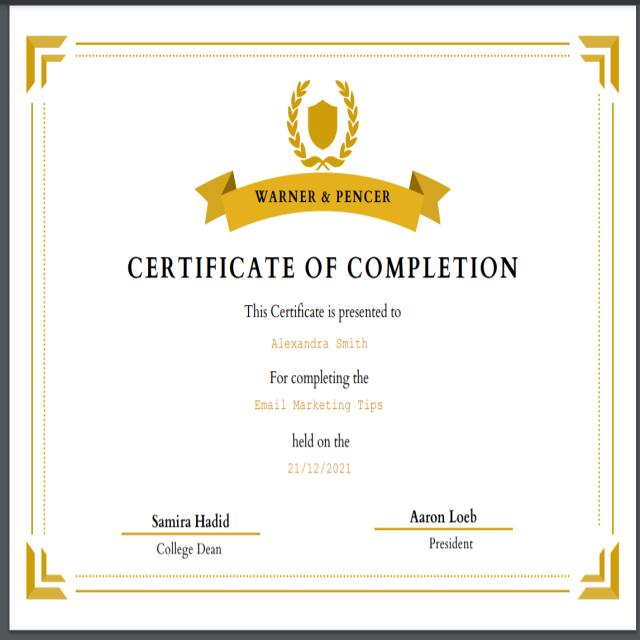 WARNER & PENCER
CERTIFICATE OF COMPLETION
This Certificate is presented to
Alexandra Smith
For completing the
Email Marketing Tips
held on the
21/12/2021
Samira Hadid
College Dean
Aaron Loeb
President